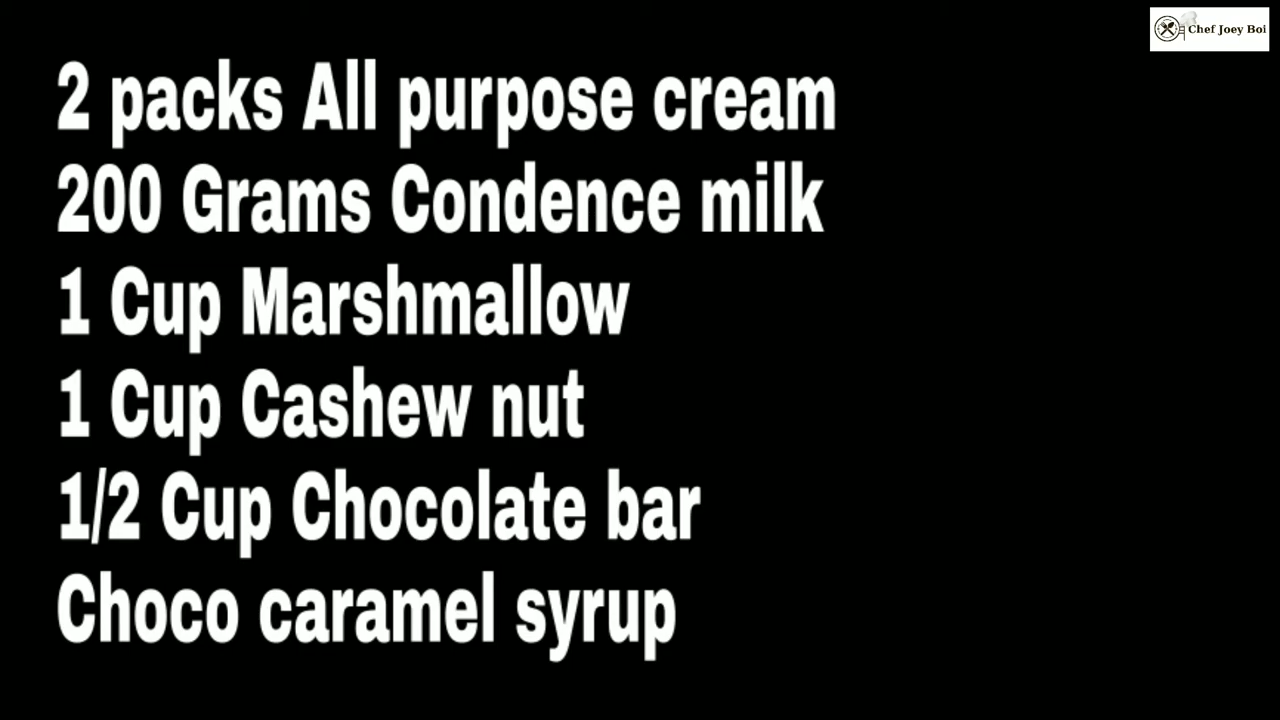 Chef Joey Boi
2 packs All purpose cream
200 Grams Condence milk
1 Cup Marshmallow
1 Cup Cashew nut
1/2 Cup Chocolate bar
Choco caramel syrup